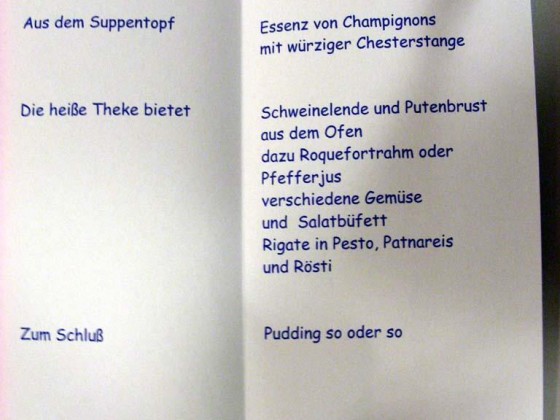 Aus dem Suppentopf
Essenz von Champignons
mit würziger Chesterstange
Die heiße Theke bietet
Schweinelende und Putenbrust
aus dem Ofen
dazu Roquefortrahm oder
Pfefferjus
verschiedene Gemüse
und Salatbüfett
Rigate in Pesto, Patnareis
und Rösti
Zum Schluß
Pudding so oder so